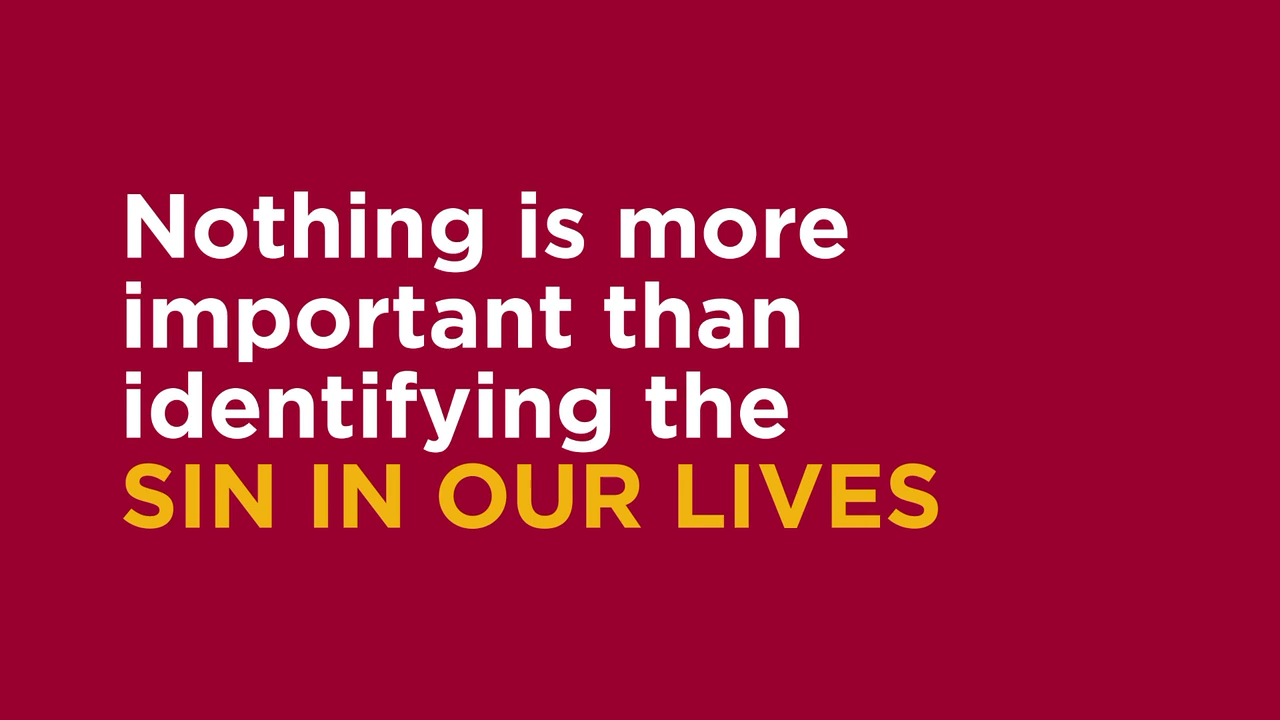 Nothing is more
important than
identifying the
SIN IN OUR LIVES